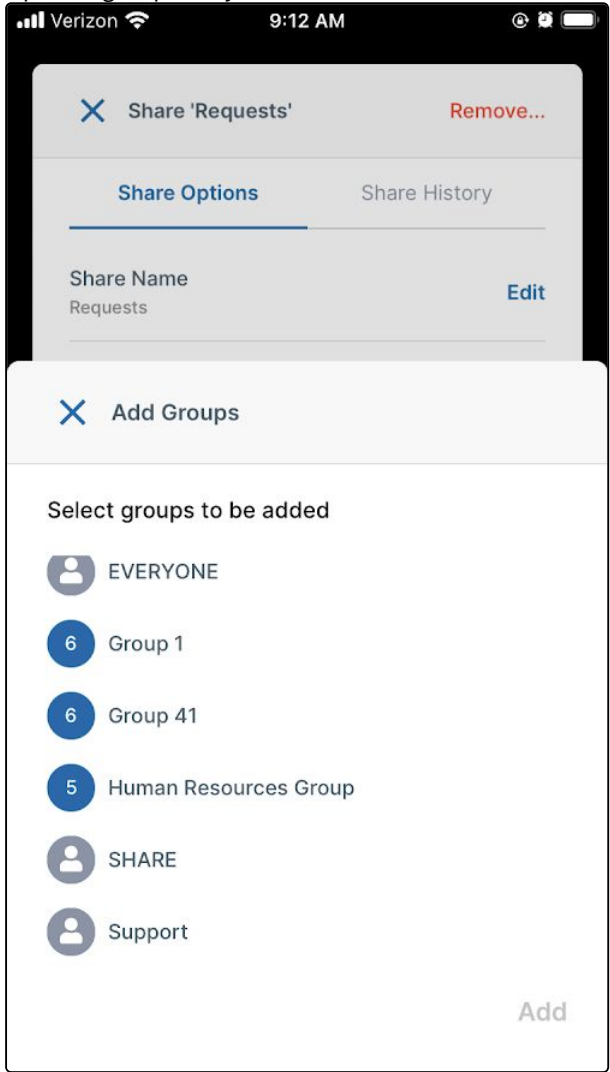 Verizon 9:12 AM
Share 'Requests' Remove...
Share Options Share History
Share Name
Requests
Edit
Add Groups
Select groups to be added
EVERYONE
6 Group 1
6 Group 41
5 Human Resources Group
SHARE
Support
Add